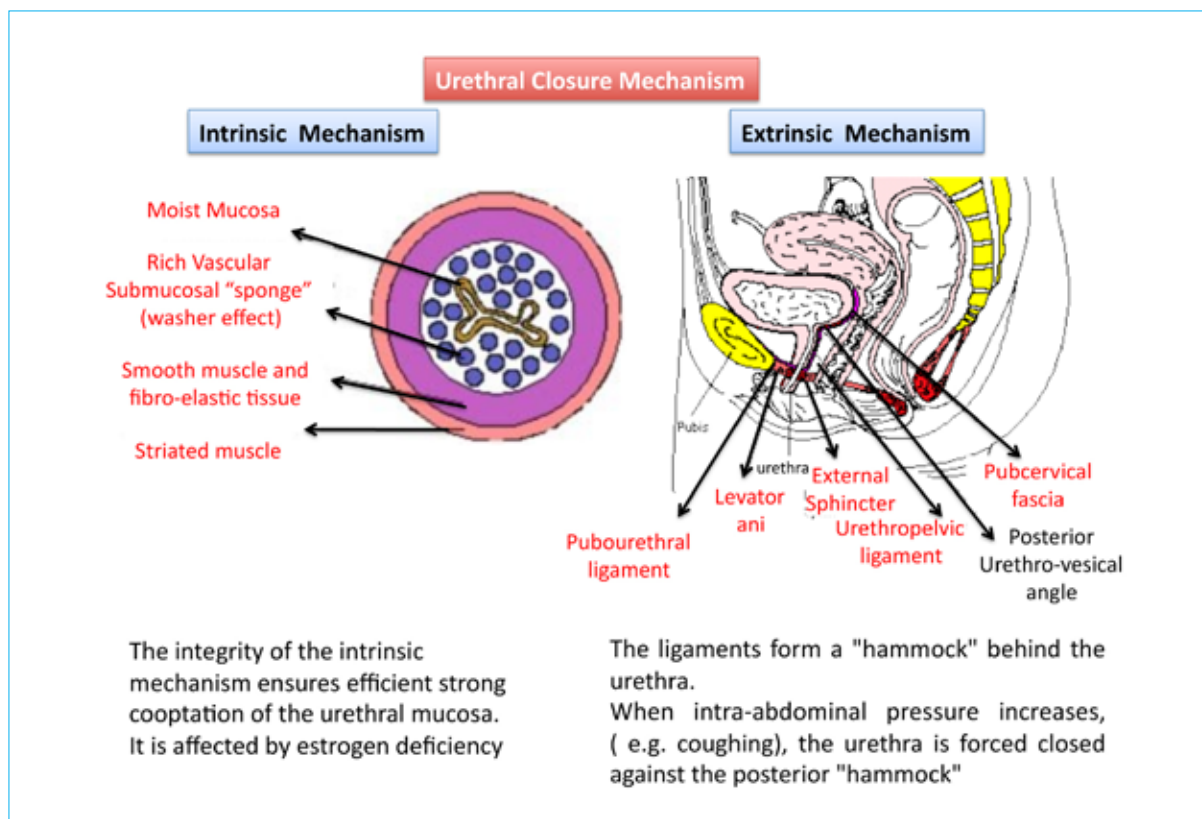 Urethral Closure Mechanism
Intrinsic Mechanism
Moist Mucosa
Rich Vascular
Submucosal “sponge”
(washer effect)
Smooth muscle and
fibro-elastic tissue
Striated muscle
The integrity of the intrinsic
mechanism ensures efficient strong
cooptation of the urethral mucosa.
It is affected by estrogen deficiency
Extrinsic Mechanism
Pubis
urethra
Pubourethral
ligament
Levator
ani
External
Sphincter
Urethropelvic
ligament
Pubcervical
fascia
Posterior
Urethro-vesical
angle
The ligaments form a "hammock" behind the
urethra.
When intra-abdominal pressure increases,
( e.g. coughing), the urethra is forced closed
against the posterior "hammock"